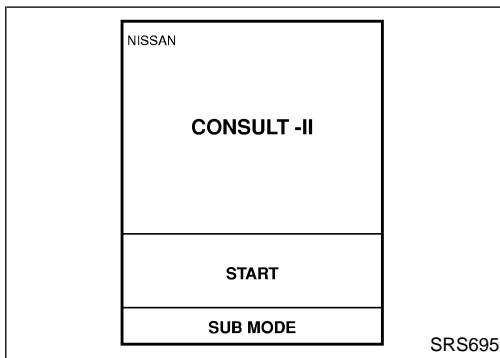 NISSAN
CONSULT -II
START
SUB MODE
SRS695